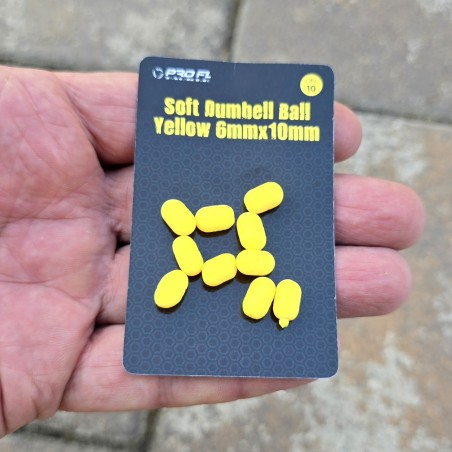 PRO FL
10
Soft Dumbell Ball
Yellow 6mmx10mm